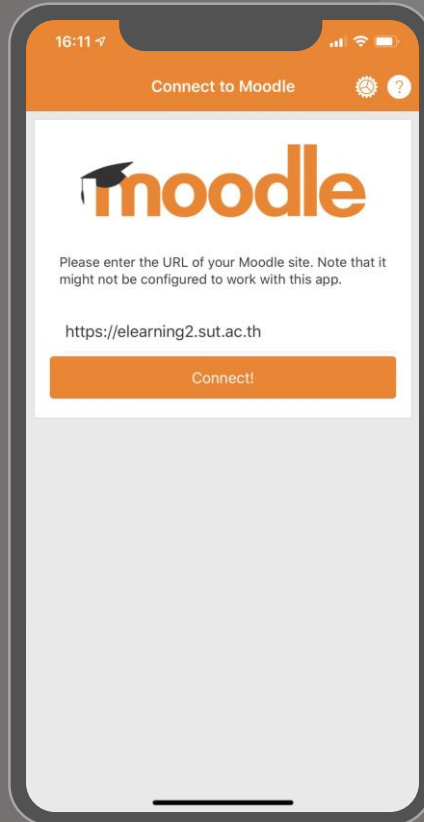 16:11
Connect to Moodle
?
moodle
Please enter the URL of your Moodle site. Note that it
might not be configured to work with this app.
https://elearning2.sut.ac.th
Connect!